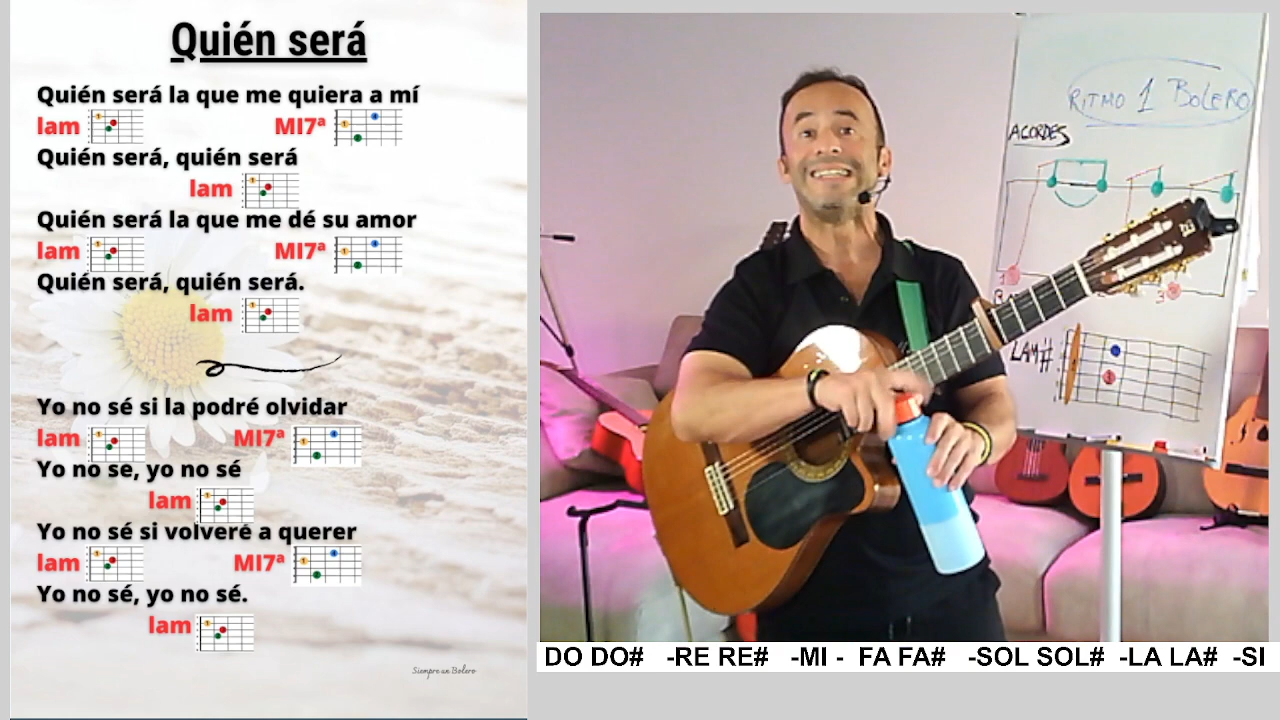 Quién será
Quién será la que me quiera a mí
lam MI7ª
Quién será, quién será
lam
Quién será la que me dé su amor
lam MI7ª
Quién será, quién será.
lam
Yo no sé si la podré olvidar
lam MI7ª
Yo no se, yo no sé
lam
Yo no sé si volveré a querer
lam MI7ª
Yo no sé, yo no sé.
lam
Siempre un Bolero
RITMO 1 BOLERO
ACORDES
3
LAM#
DO DO# -RE RE# -MI - FA FA# -SOL SOL# -LA LA# -SI